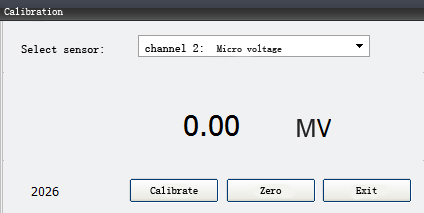 Calibration
Select sensor: channel 2: Micro voltage
0.00 MV
2026 Calibrate Zero Exit